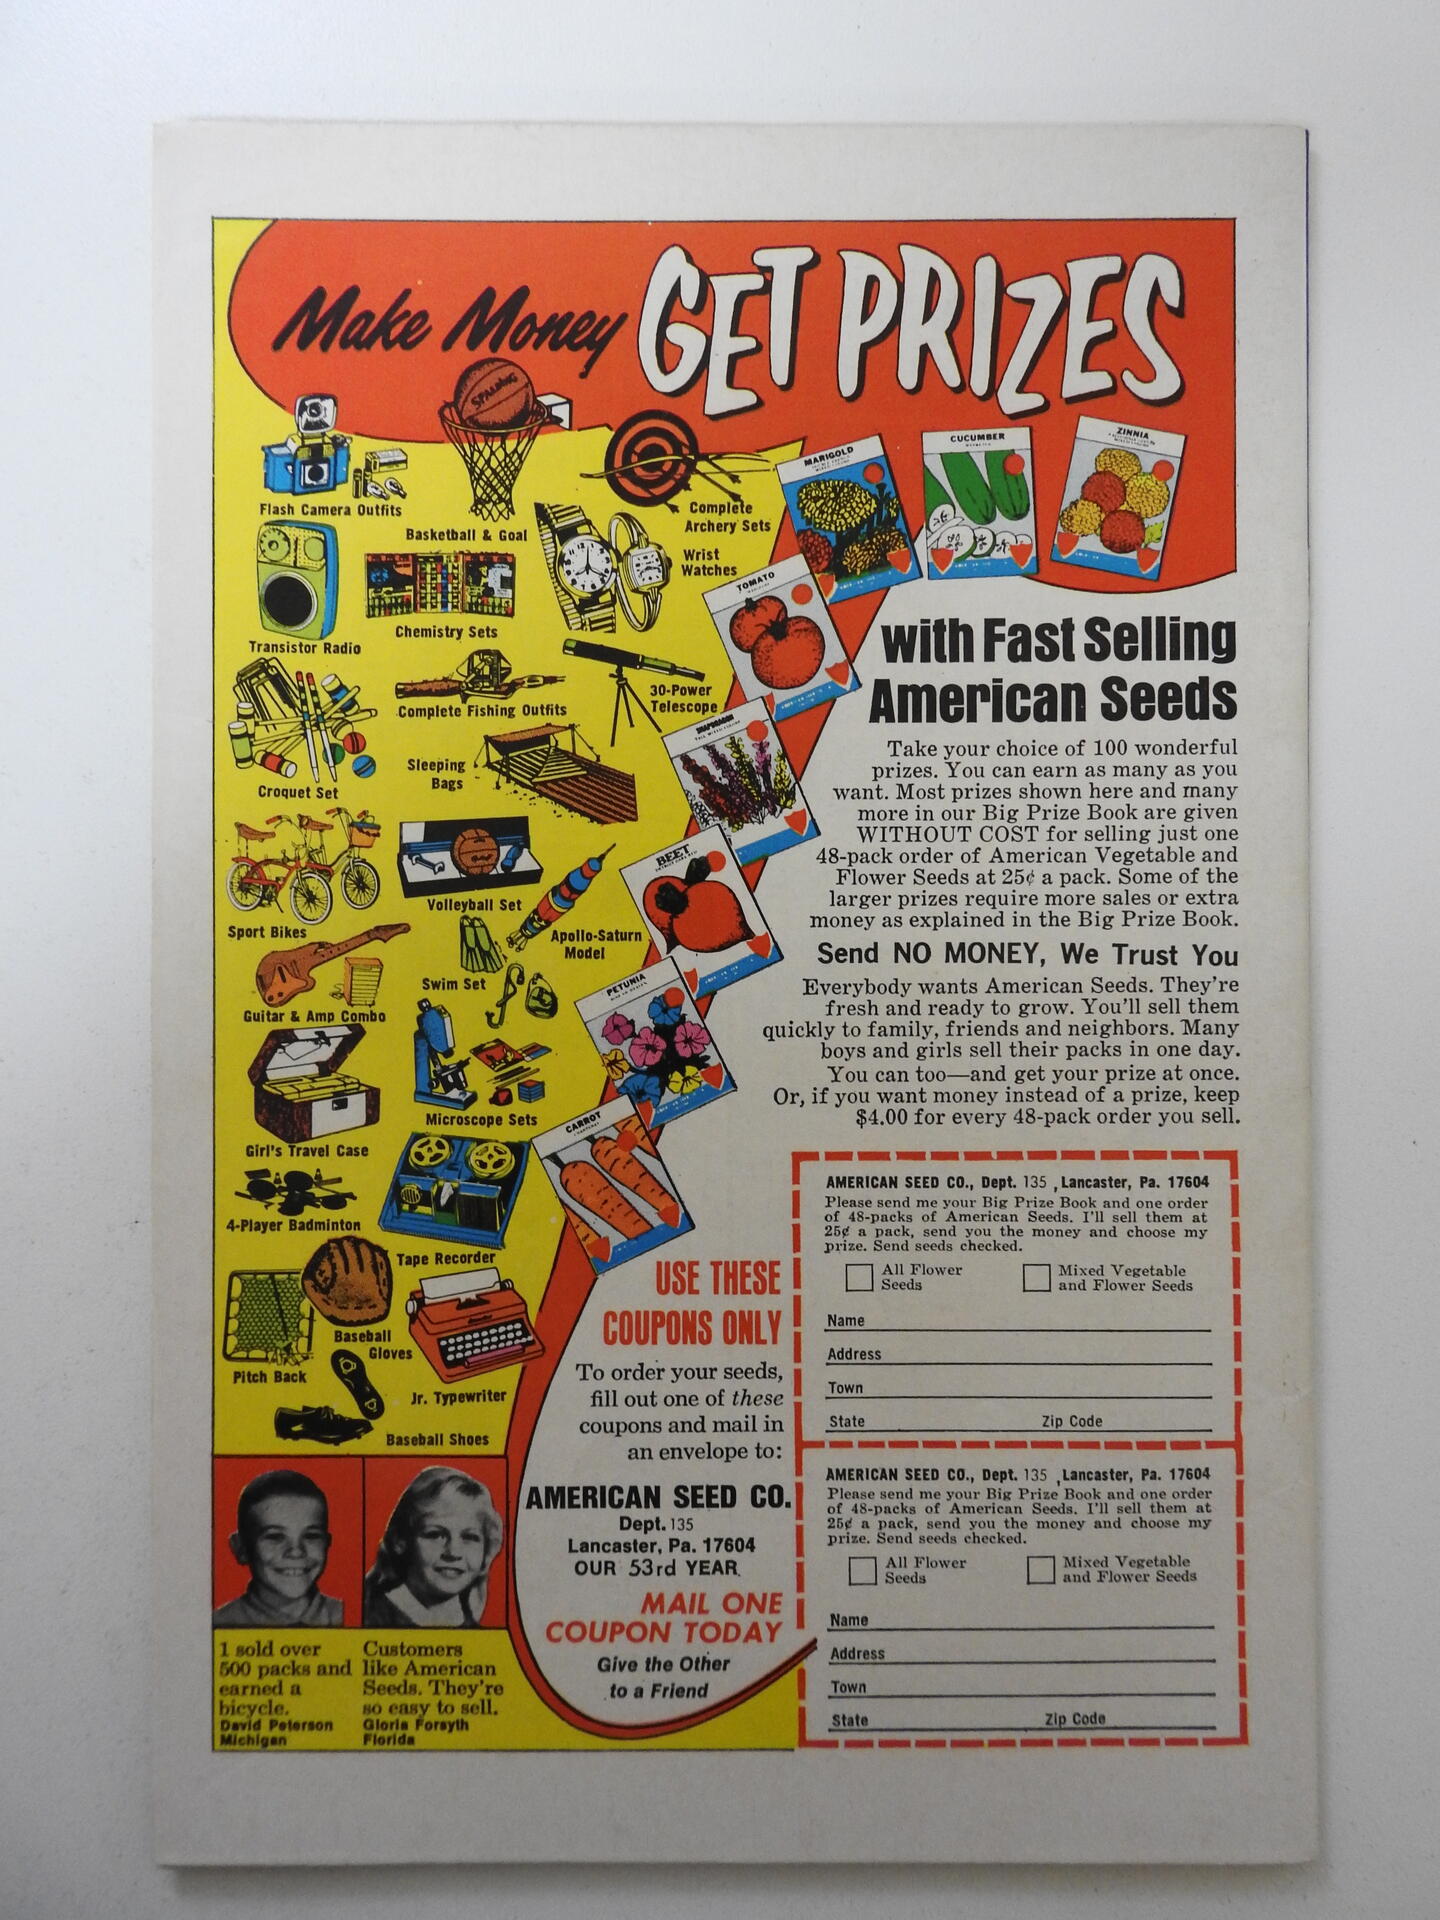 Make Money GET PRIZES
SPALDING
Flash Camera Outfits
Basketball & Goal
Complete
Archery Sets
Wrist
Watches
Transistor Radio
Chemistry Sets
Complete Fishing Outfits
30-Power
Telescope
Croquet Set
Sleeping
Bags
Sport Bikes
Volleyball Set
Apollo-Saturn
Model
Swim Set
Guitar & Amp Combo
Microscope Sets
Girl's Travel Case
4-Player Badminton
Tape Recorder
Baseball
Gloves
Pitch Back
Jr. Typewriter
Baseball Shoes
MARIGOLD
CUCUMBER
ZINNIA
TOMATO
SNAPDRAGON
BEET
PETUNIA
CARROT
with Fast Selling
American Seeds
Take your choice of 100 wonderful
prizes. You can earn as many as you
want. Most prizes shown here and many
more in our Big Prize Book are given
WITHOUT COST for selling just one
48-pack order of American Vegetable and
Flower Seeds at 25¢ a pack. Some of the
larger prizes require more sales or extra
money as explained in the Big Prize Book.
Send NO MONEY, We Trust You
Everybody wants American Seeds. They're
fresh and ready to grow. You'll sell them
quickly to family, friends and neighbors. Many
boys and girls sell their packs in one day.
You can too—and get your prize at once.
Or, if you want money instead of a prize, keep
$4.00 for every 48-pack order you sell.
USE THESE
COUPONS ONLY
To order your seeds,
fill out one of these
coupons and mail in
an envelope to:
AMERICAN SEED CO.
Dept. 135
Lancaster, Pa. 17604
OUR 53rd YEAR
MAIL ONE
COUPON TODAY
Give the Other
to a Friend
I sold over
500 packs and
earned a
bicycle.
David Peterson
Michigan
Customers
like American
Seeds. They're
so easy to sell.
Gloria Forsyth
Florida
AMERICAN SEED CO., Dept. 135 , Lancaster, Pa. 17604
Please send me your Big Prize Book and one order
of 48-packs of American Seeds. I'll sell them at
25¢ a pack, send you the money and choose my
prize. Send seeds checked.
All Flower
Seeds
Mixed Vegetable
and Flower Seeds
Name
Address
Town
State Zip Code
AMERICAN SEED CO., Dept. 135 , Lancaster, Pa. 17604
Please send me your Big Prize Book and one order
of 48-packs of American Seeds. I'll sell them at
25¢ a pack, send you the money and choose my
prize. Send seeds checked.
All Flower
Seeds
Mixed Vegetable
and Flower Seeds
Name
Address
Town
State Zip Code